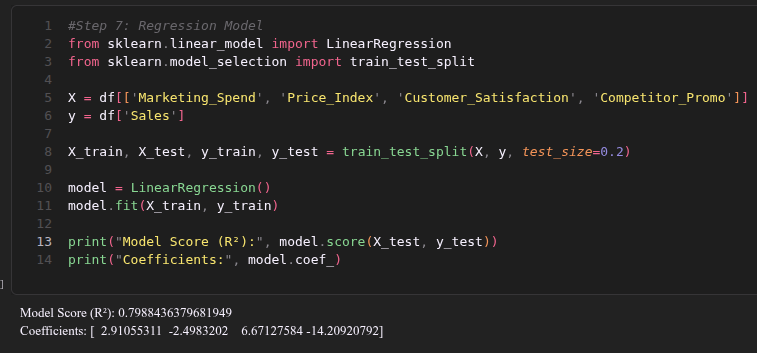 1 #Step 7: Regression Model
2 from sklearn.linear_model import LinearRegression
3 from sklearn.model_selection import train_test_split
4
5 X = df[['Marketing_Spend', 'Price_Index', 'Customer_Satisfaction', 'Competitor_Promo']]
6 y = df['Sales']
7
8 X_train, X_test, y_train, y_test = train_test_split(X, y, test_size=0.2)
9
10 model = LinearRegression()
11 model.fit(X_train, y_train)
12
13 print("Model Score (R²):", model.score(X_test, y_test))
14 print("Coefficients:", model.coef_)
]
Model Score (R²): 0.7988436379681949
Coefficients: [  2.91055311  -2.4983202    6.67127584 -14.20920792]